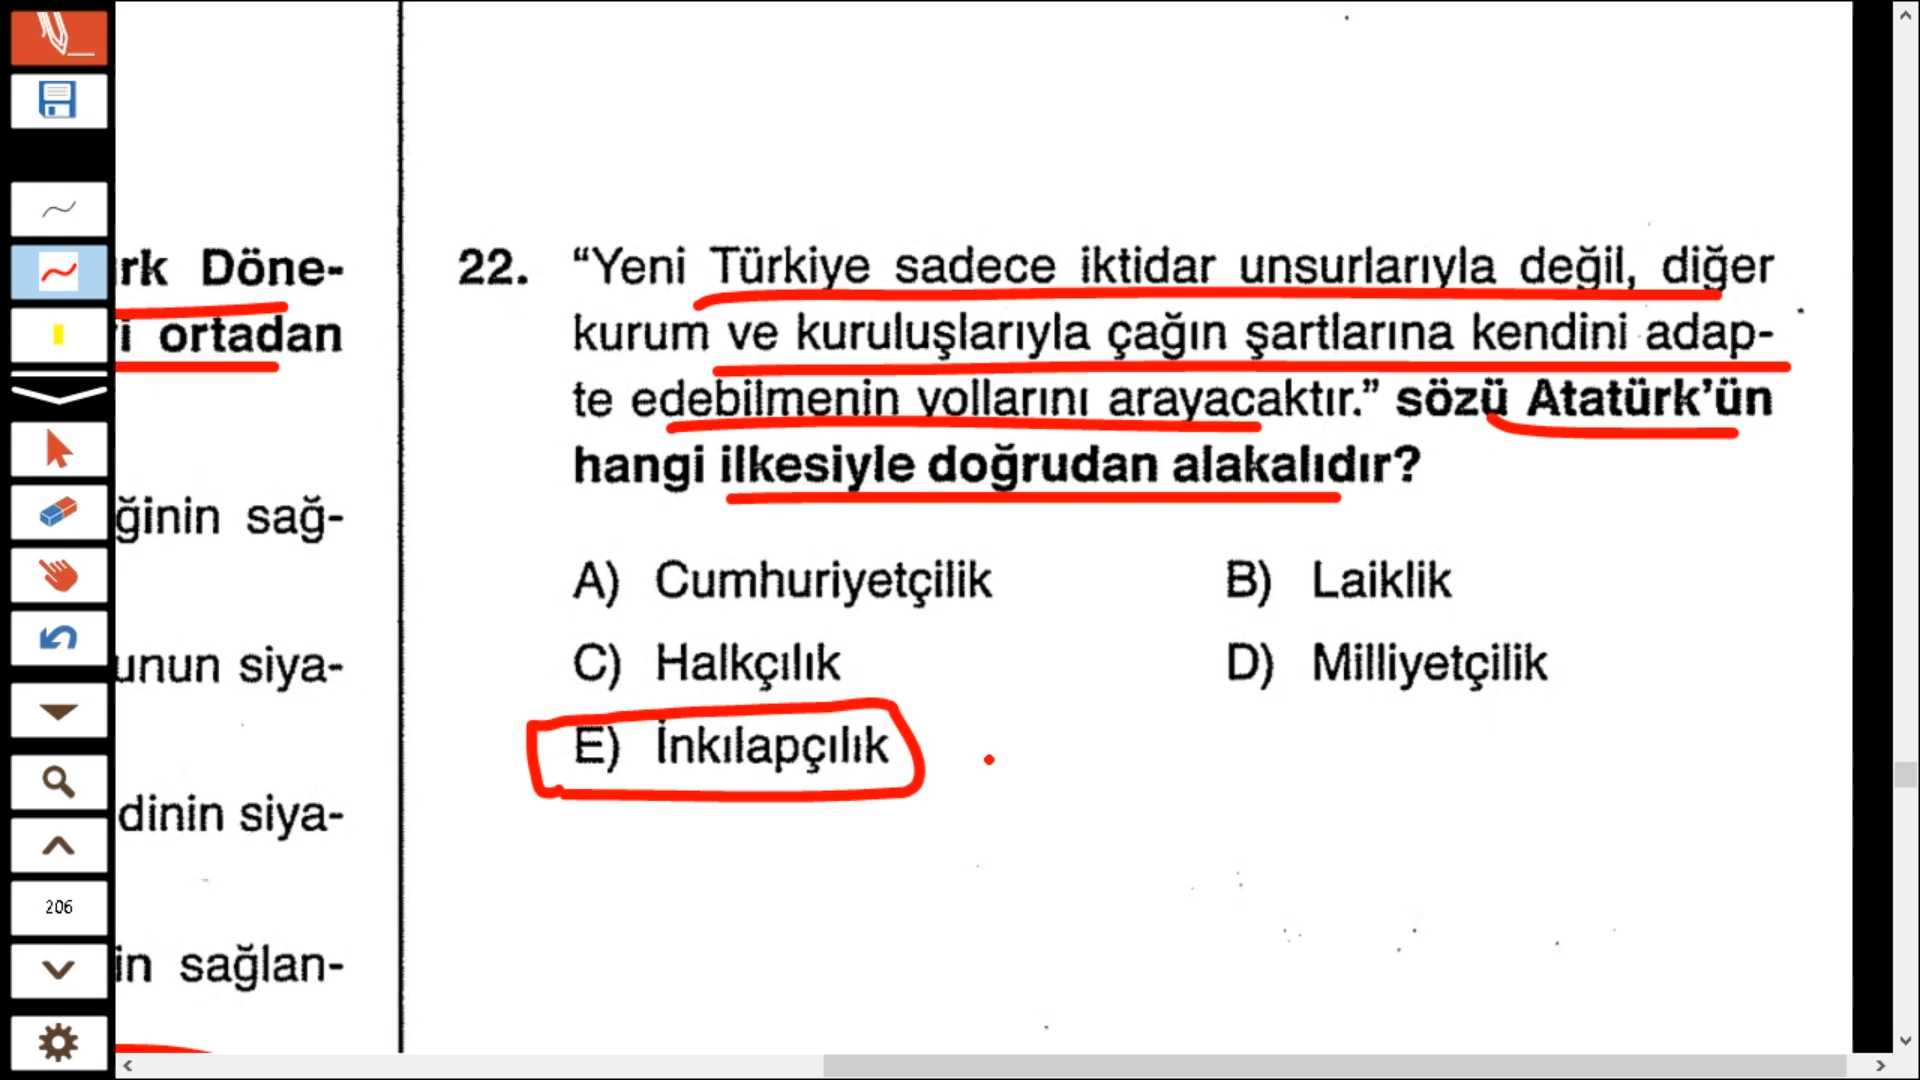 rk Döne-
i ortadan
ğinin sağ-
unun siya-
dinin siya-
in sağlan-
206
22. “Yeni Türkiye sadece iktidar unsurlarıyla değil, diğer
kurum ve kuruluşlarıyla çağın şartlarına kendini adap-
te edebilmenin yollarını arayacaktır.” sözü Atatürk’ün
hangi ilkesiyle doğrudan alakalıdır?
A) Cumhuriyetçilik B) Laiklik
C) Halkçılık D) Milliyetçilik
E) İnkılapçılık